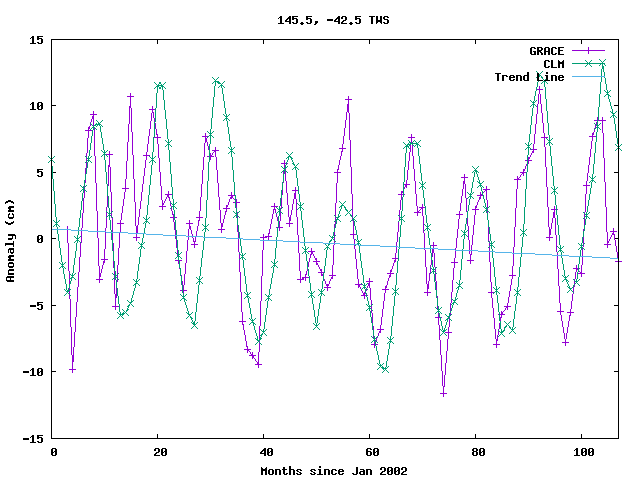 145.5, -42.5 TWS
15
10
5
0
-5
-10
-15
Anomaly (cm)
GRACE
CLM
Trend Line
0 20 40 60 80 100
Months since Jan 2002